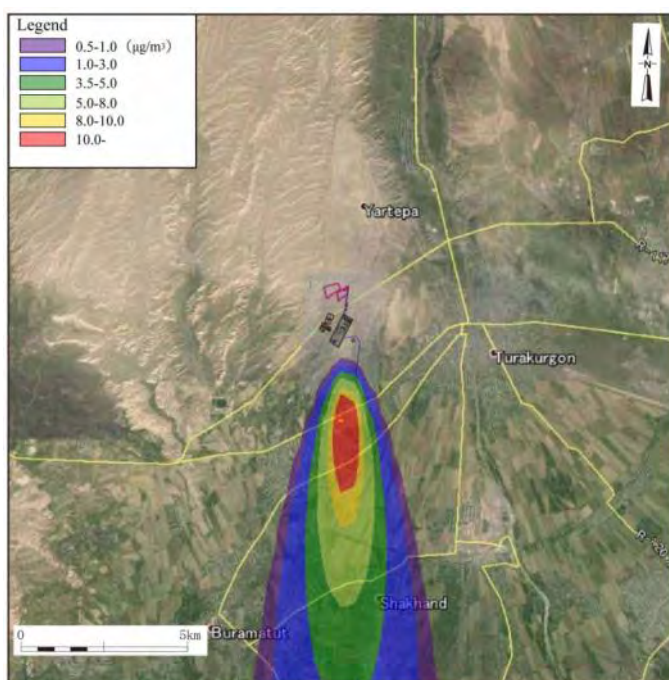 Legend
0.5-1.0 (μg/m³)
1.0-3.0
3.5-5.0
5.0-8.0
8.0-10.0
10.0-
N
Yartepa
Turakurgon
Shakhand
Buramatut
0 5km